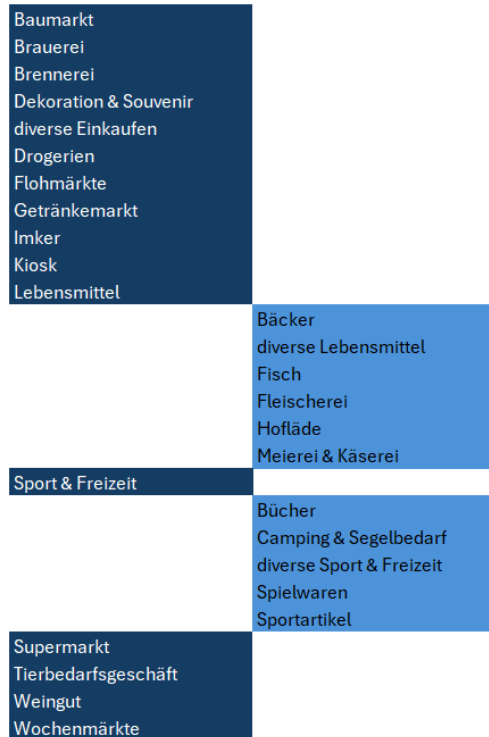 Baumarkt
Brauerei
Brennerei
Dekoration & Souvenir
diverse Einkaufen
Drogerien
Flohmärkte
Getränkemarkt
Imker
Kiosk
Lebensmittel
Bäcker
diverse Lebensmittel
Fisch
Fleischerei
Hofläde
Meierei & Käserei
Sport & Freizeit
Bücher
Camping & Segelbedarf
diverse Sport & Freizeit
Spielwaren
Sportartikel
Supermarkt
Tierbedarfsgeschäft
Weingut
Wochenmärkte